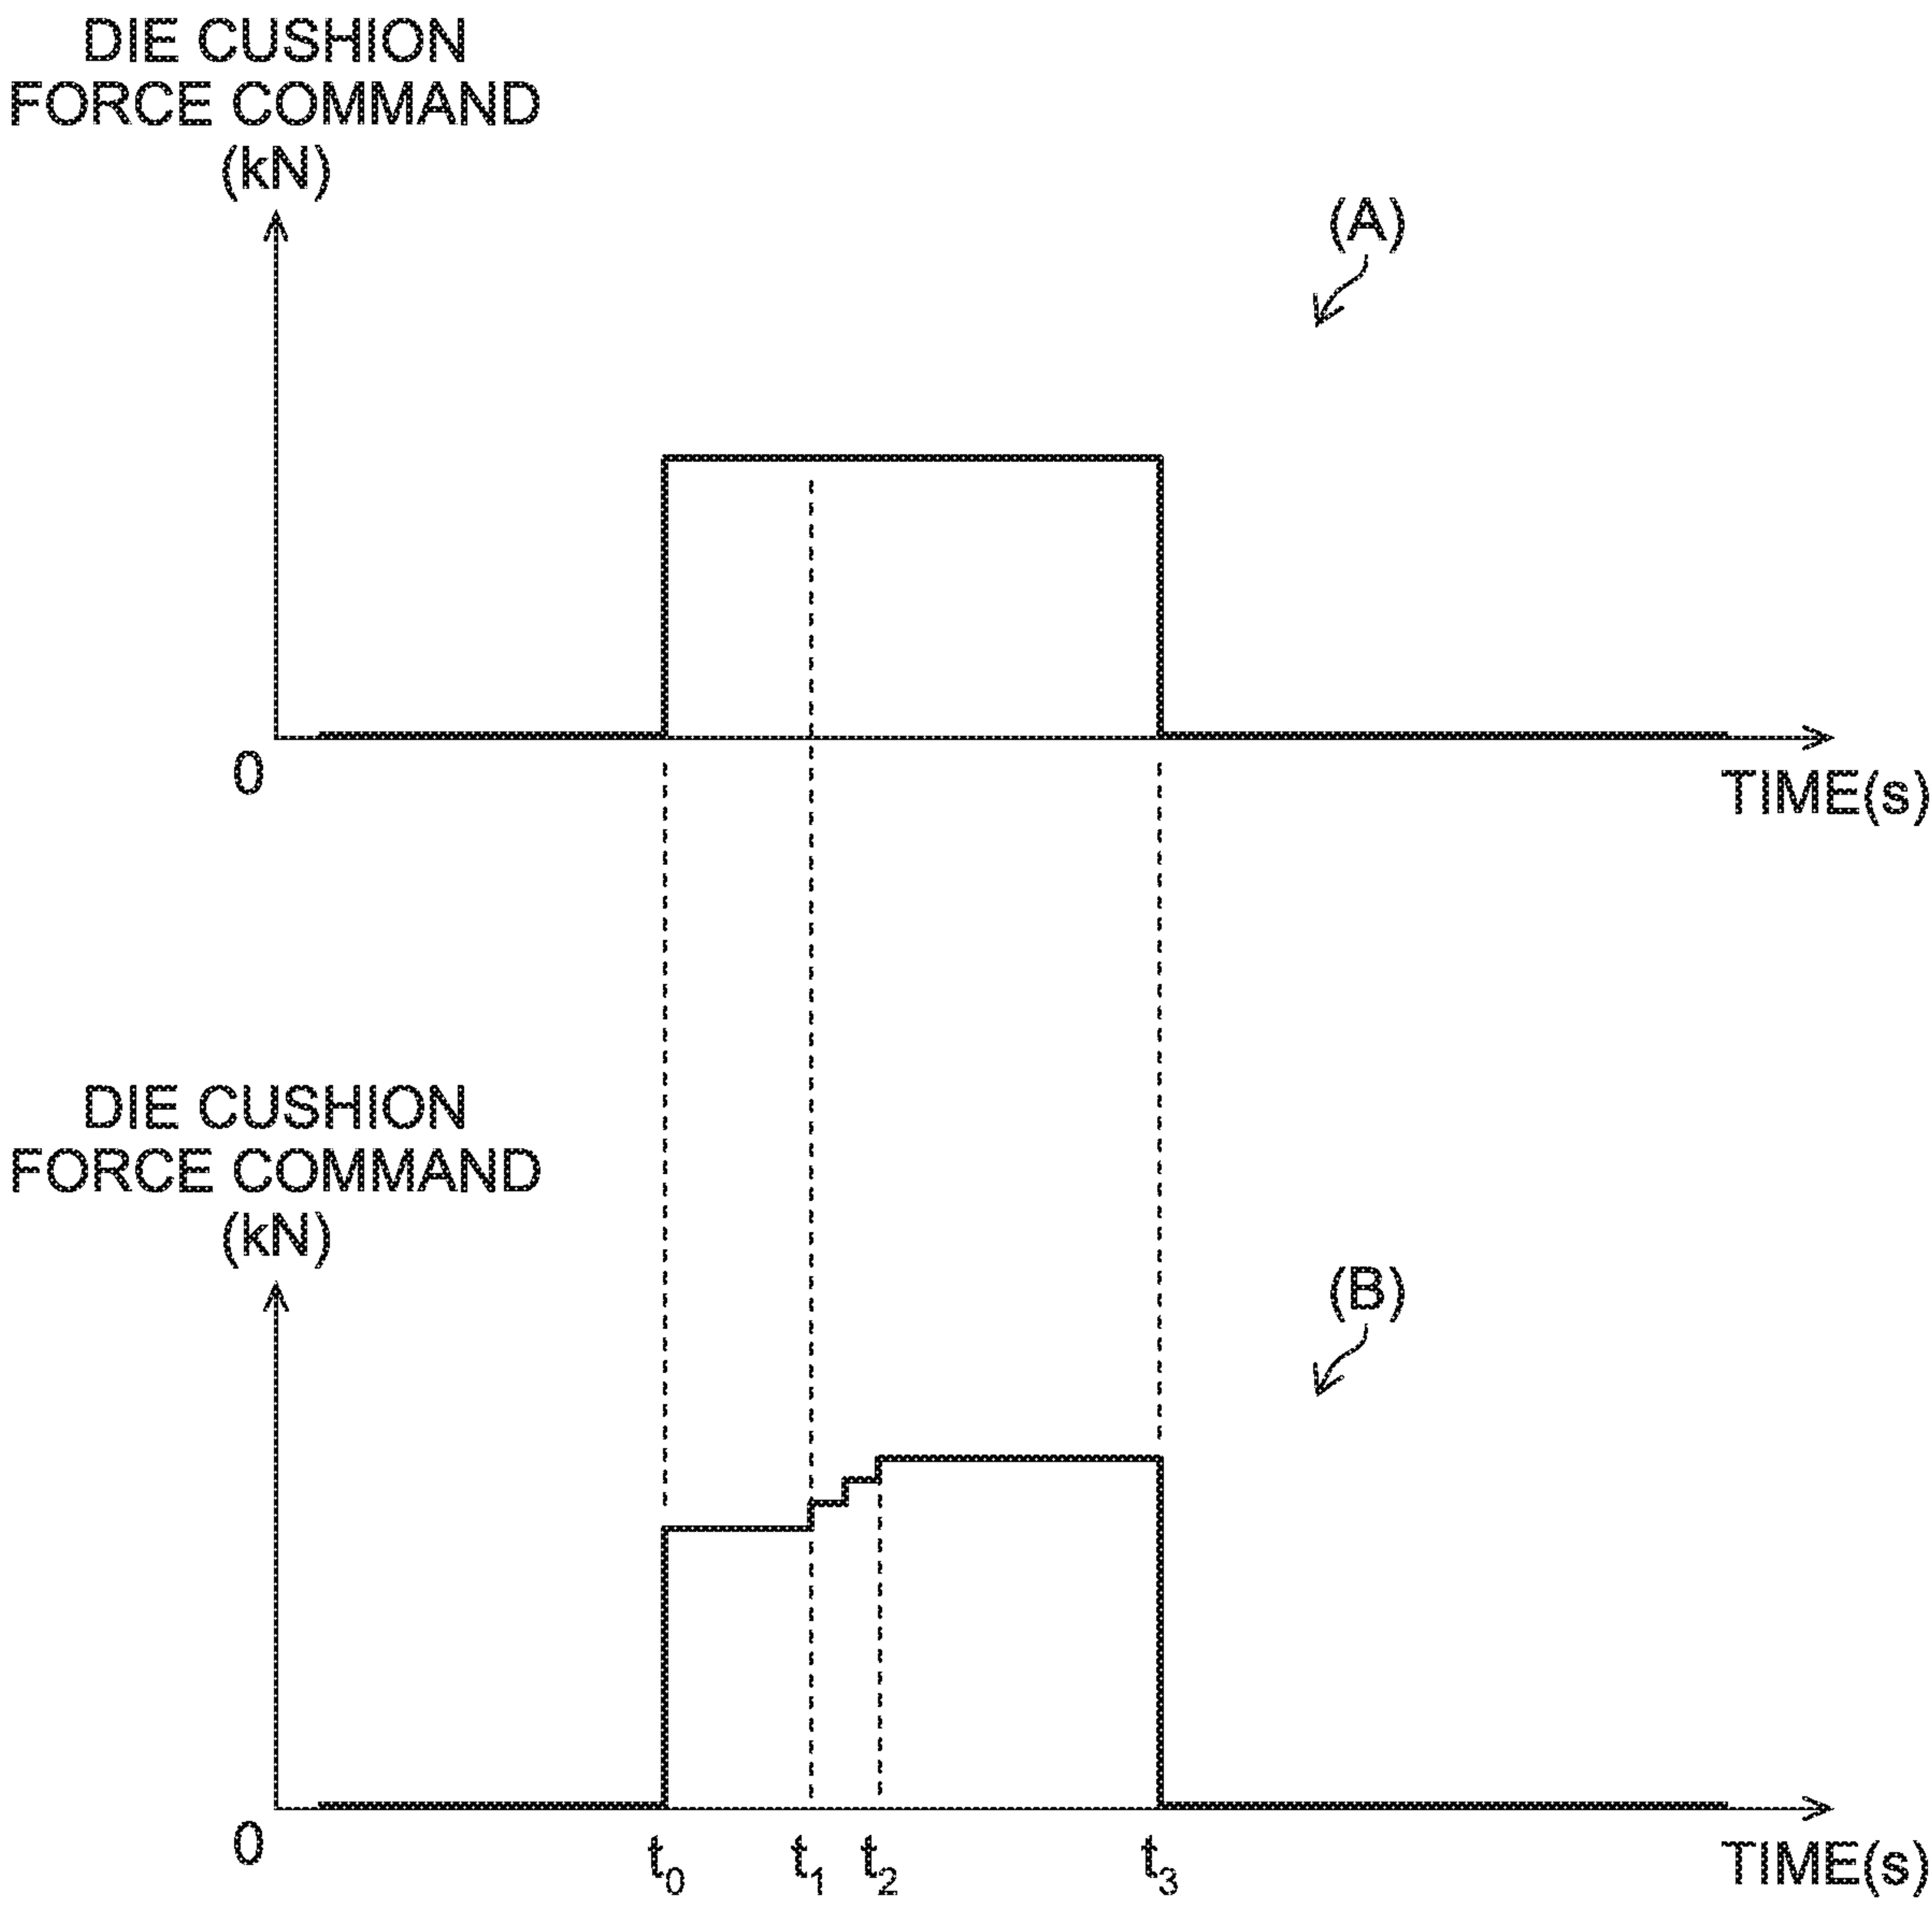 DIE CUSHION
FORCE COMMAND
(kN)
(A)
0
TIME(s)
DIE CUSHION
FORCE COMMAND
(kN)
(B)
0
t0 t1 t2 t3
TIME(s)